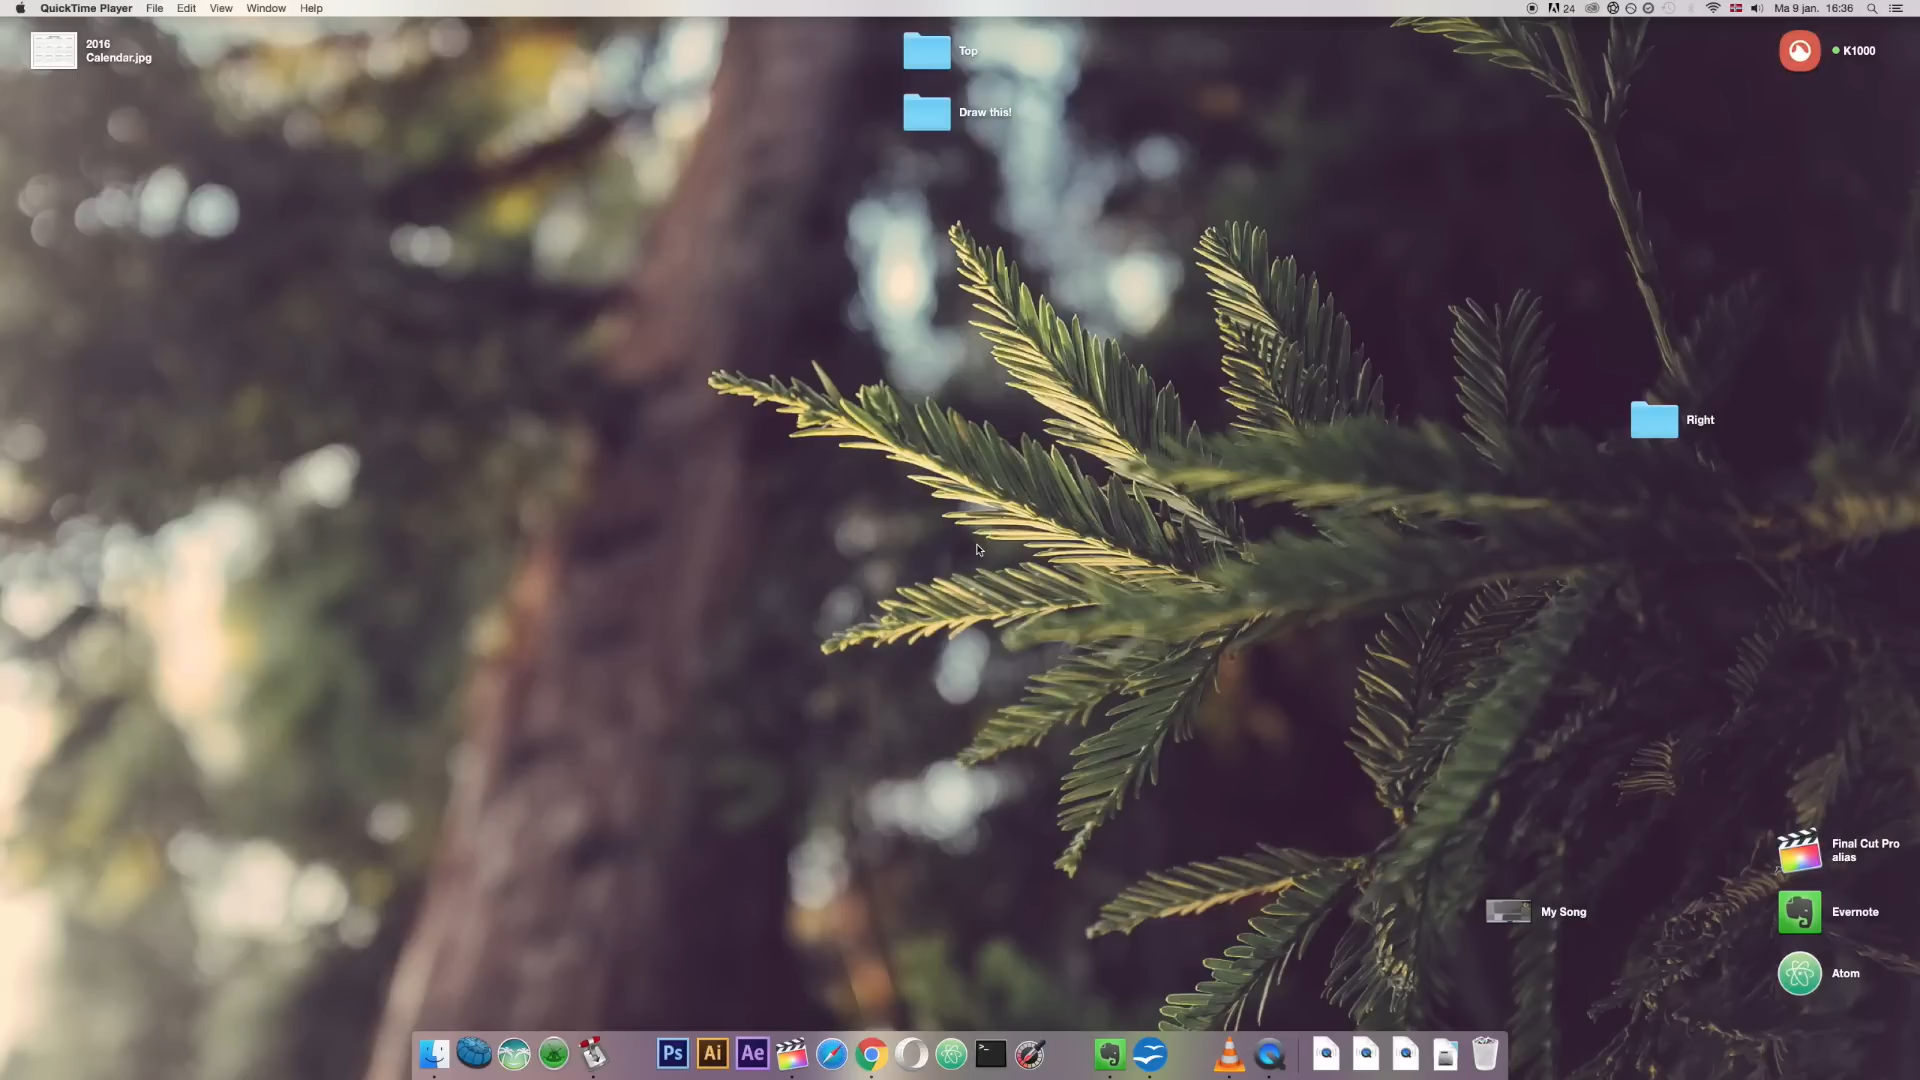 QuickTime Player File Edit View Window Help
24 Ma 9 jan. 16:36
2016
Calendar.jpg
Top
K1000
Draw this!
Right
Final Cut Pro
alias
My Song
Evernote
Atom
Ps Ai Ae >_